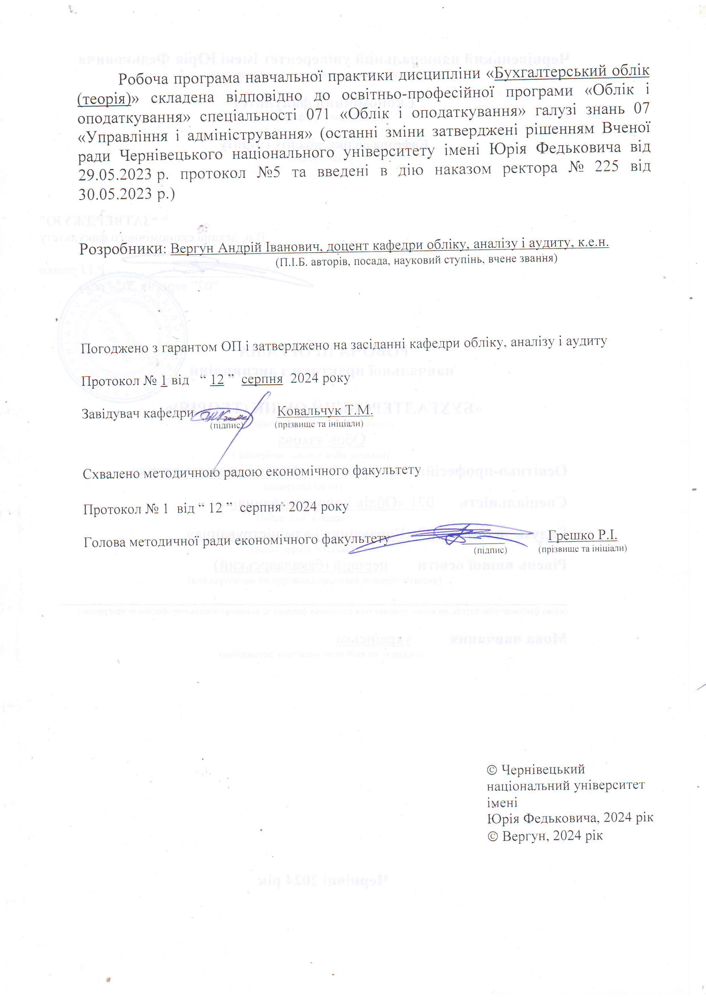 Робоча програма навчальної практики дисципліни «Бухгалтерський облік
(теорія)» складена відповідно до освітньо-професійної програми «Облік і
оподаткування» спеціальності 071 «Облік і оподаткування» галузі знань 07
«Управління і адміністрування» (останні зміни затверджені рішенням Вченої
ради Чернівецького національного університету імені Юрія Федьковича від
29.05.2023 р. протокол №5 та введені в дію наказом ректора № 225 від
30.05.2023 р.)
Розробники: Вергун Андрій Іванович, доцент кафедри обліку, аналізу і аудиту, к.е.н.
(П.І.Б. авторів, посада, науковий ступінь, вчене звання)
Погоджено з гарантом ОП і затверджено на засіданні кафедри обліку, аналізу і аудиту
Протокол № 1 від “ 12 ” серпня 2024 року
Завідувач кафедри Ковальчук Т.М.
(підпис) (прізвище та ініціали)
Схвалено методичною радою економічного факультету
Протокол № 1 від “ 12 ” серпня 2024 року
Голова методичної ради економічного факультету Грешко Р.І.
(підпис) (прізвище та ініціали)
© Чернівецький
національний університет
імені
Юрія Федьковича, 2024 рік
© Вергун, 2024 рік